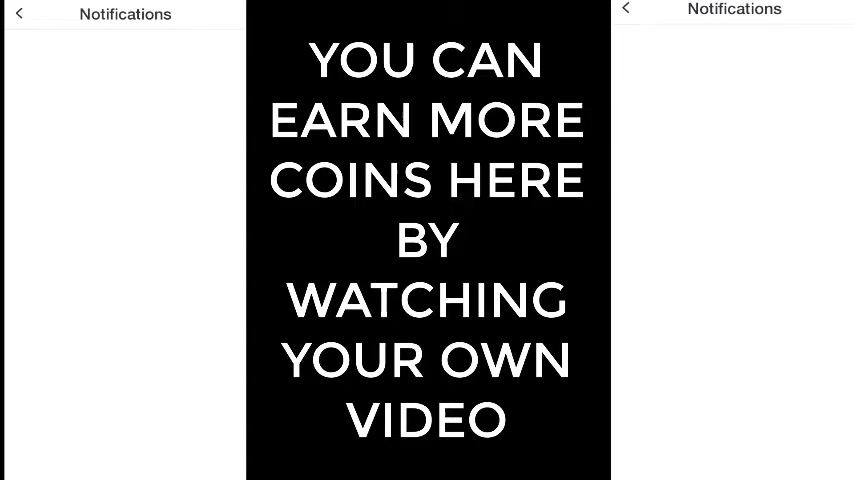 Notifications
YOU CAN
EARN MORE
COINS HERE
BY
WATCHING
YOUR OWN
VIDEO
Notifications